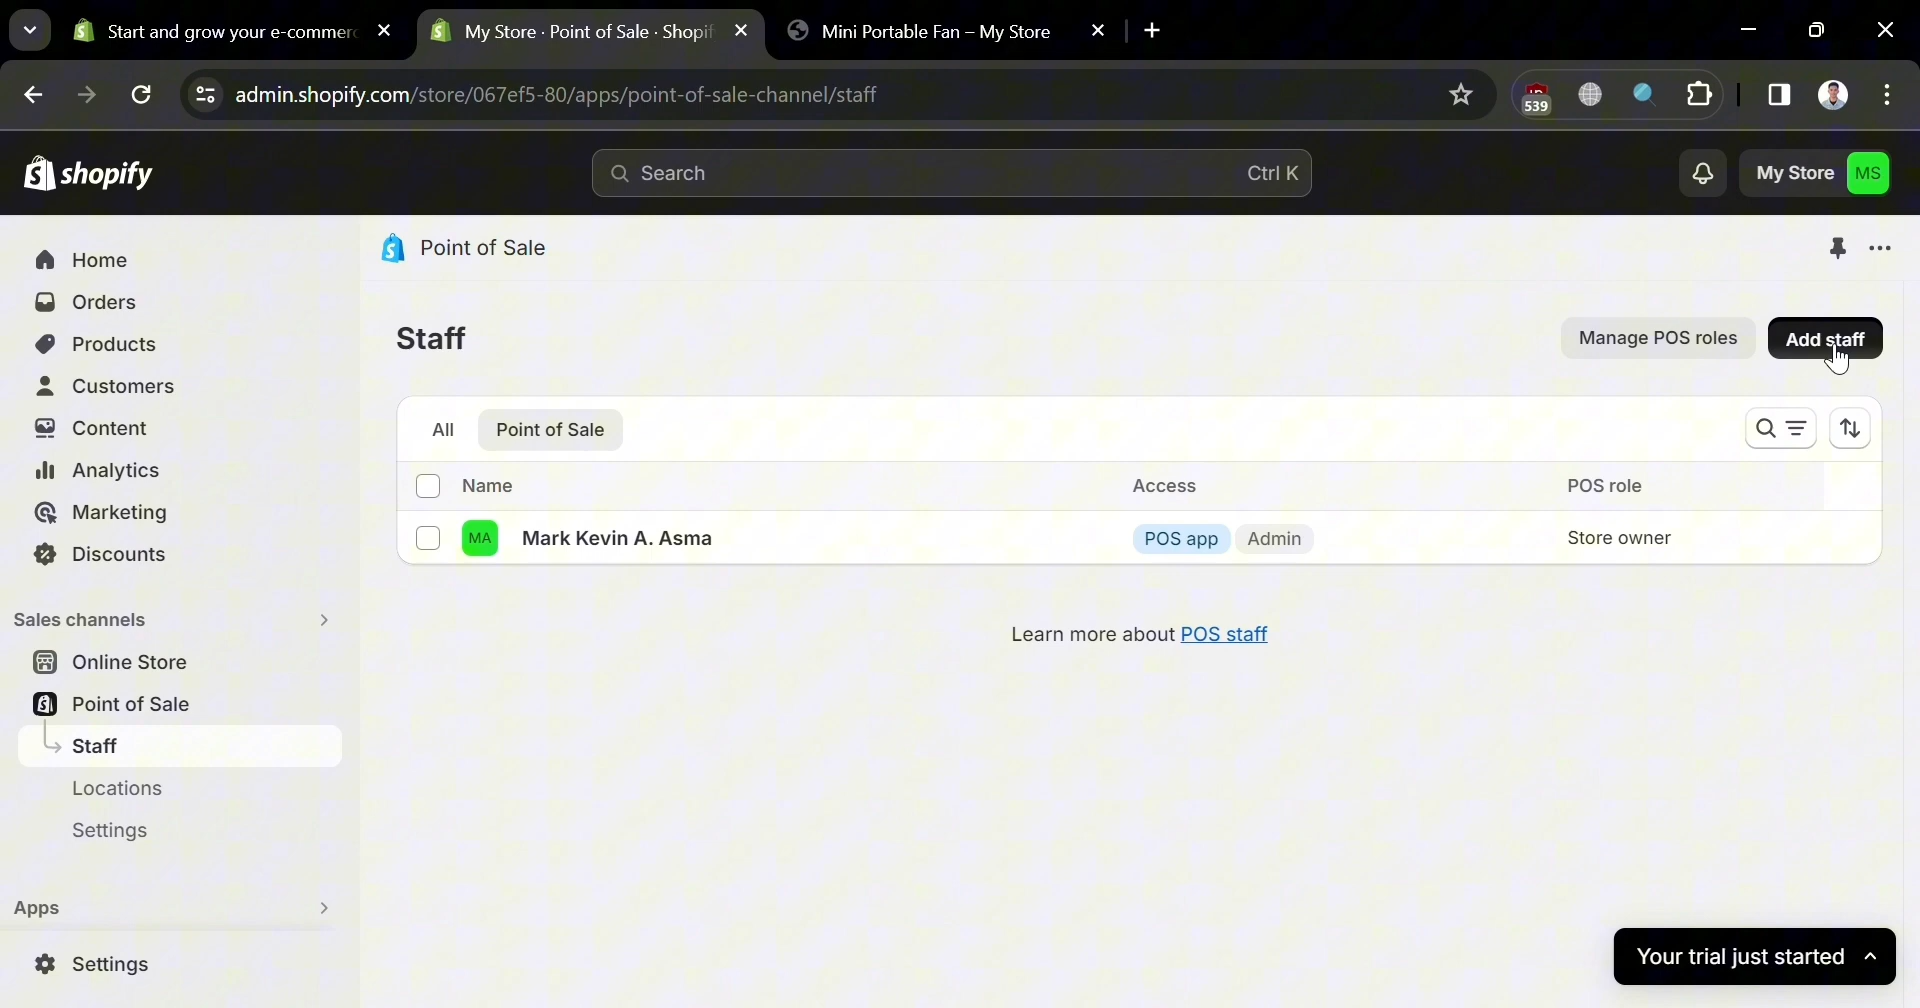 Start and grow your e-commerc
My Store · Point of Sale · Shopif
Mini Portable Fan – My Store
admin.shopify.com/store/067ef5-80/apps/point-of-sale-channel/staff
539
shopify
Search
Ctrl K
My Store
MS
Home
Orders
Products
Customers
Content
Analytics
Marketing
Discounts
Sales channels
Online Store
Point of Sale
Staff
Locations
Settings
Apps
Settings
Point of Sale
Staff
Manage POS roles
Add staff
All
Point of Sale
Name
Access
POS role
MA
Mark Kevin A. Asma
POS app
Admin
Store owner
Learn more about POS staff
Your trial just started